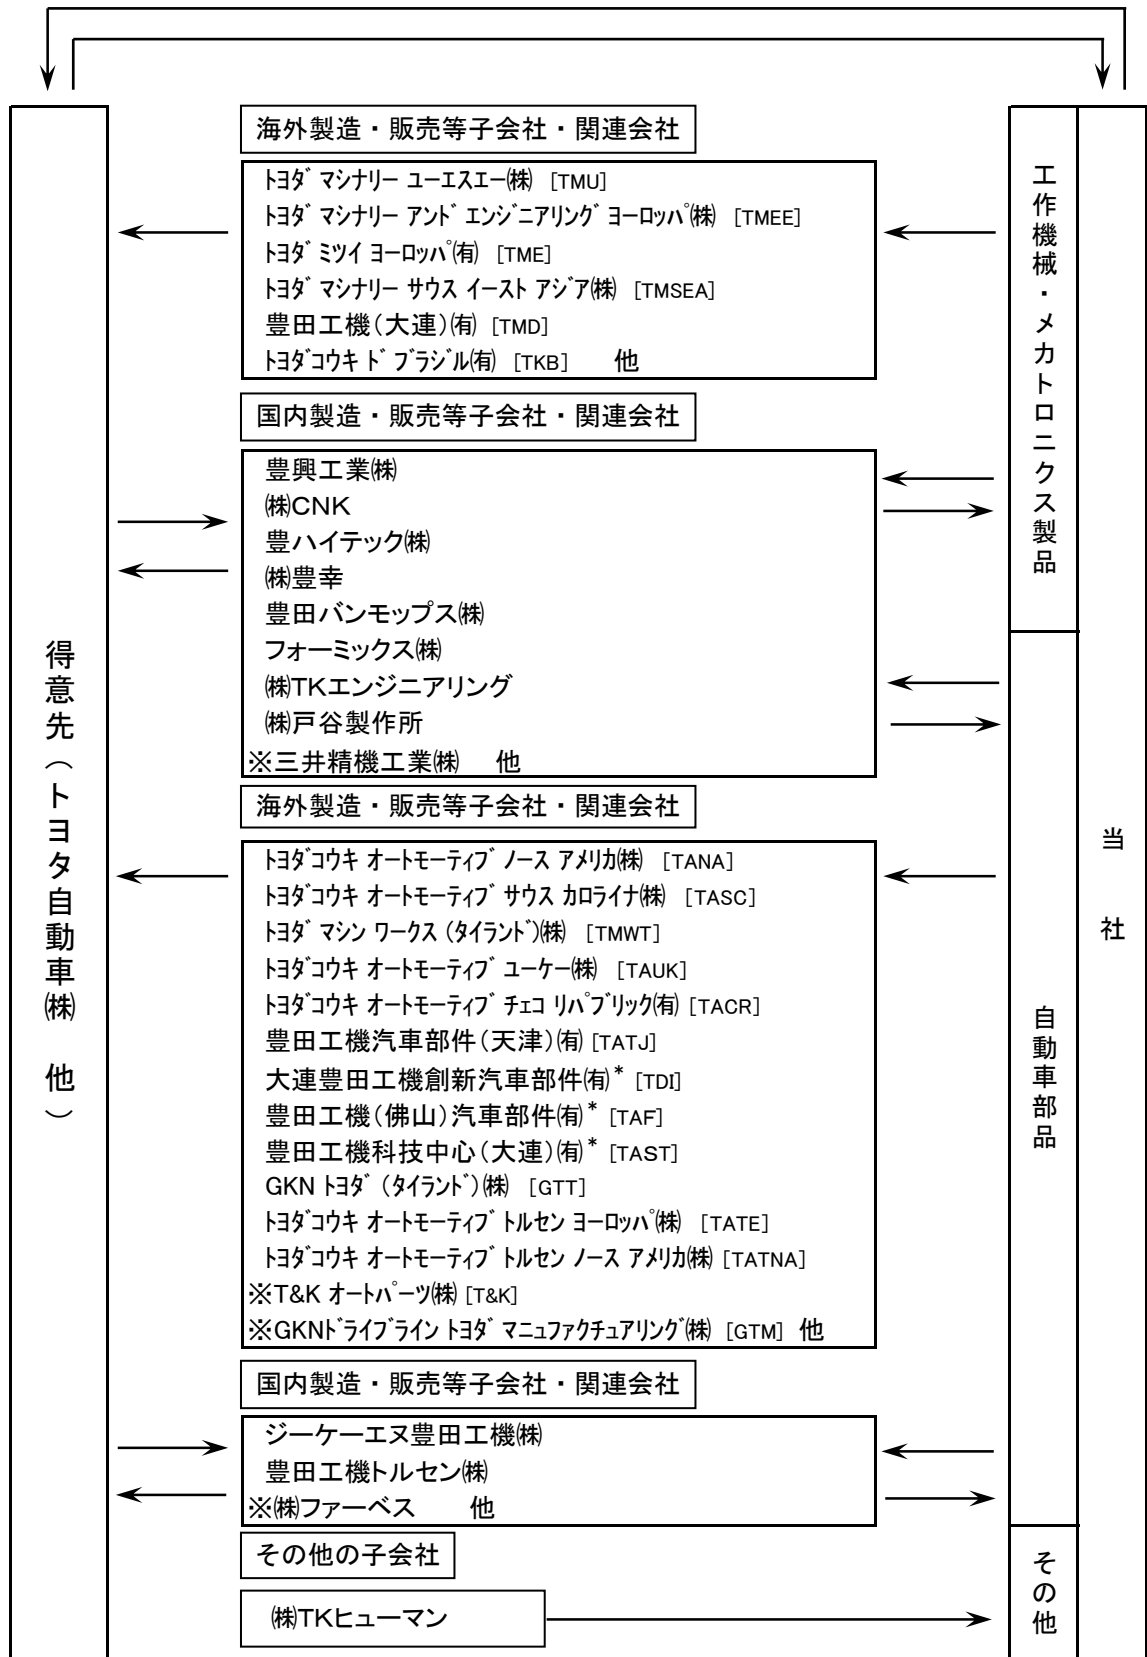 海外製造・販売等子会社・関連会社
ﾄﾖﾀﾞ ﾏｼﾅﾘｰ ﾕｰｴｽｴｰ㈱ [TMU]
ﾄﾖﾀﾞ ﾏｼﾅﾘｰ ｱﾝﾄﾞ ｴﾝｼﾞﾆｱﾘﾝｸﾞ ﾖｰﾛｯﾊﾟ㈱ [TMEE]
ﾄﾖﾀﾞ ﾐﾂｲ ﾖｰﾛｯﾊﾟ㈲ [TME]
ﾄﾖﾀﾞ ﾏｼﾅﾘｰ ｻｳｽ ｲｰｽﾄ ｱｼﾞｱ㈱ [TMSEA]
豊田工機（大連）㈲ [TMD]
ﾄﾖﾀﾞｺｳｷ ﾄﾞ ﾌﾞﾗｼﾞﾙ㈲ [TKB] 他
国内製造・販売等子会社・関連会社
豊興工業㈱
㈱CNK
豊ハイテック㈱
㈱豊幸
豊田バンモップス㈱
フォーミックス㈱
㈱TKエンジニアリング
㈱戸谷製作所
※三井精機工業㈱ 他
海外製造・販売等子会社・関連会社
ﾄﾖﾀﾞｺｳｷ ｵｰﾄﾓｰﾃｨﾌﾞ ﾉｰｽ ｱﾒﾘｶ㈱ [TANA]
ﾄﾖﾀﾞｺｳｷ ｵｰﾄﾓｰﾃｨﾌﾞ ｻｳｽ ｶﾛﾗｲﾅ㈱ [TASC]
ﾄﾖﾀﾞ ﾏｼﾝ ﾜｰｸｽ (ﾀｲﾗﾝﾄﾞ)㈱ [TMWT]
ﾄﾖﾀﾞｺｳｷ ｵｰﾄﾓｰﾃｨﾌﾞ ﾕｰｹｰ㈱ [TAUK]
ﾄﾖﾀﾞｺｳｷ ｵｰﾄﾓｰﾃｨﾌﾞ ﾁｪｺ ﾘﾊﾟﾌﾞﾘｯｸ㈲ [TACR]
豊田工機汽車部件（天津）㈲ [TATJ]
大連豊田工機創新汽車部件㈲* [TDI]
豊田工機（佛山）汽車部件㈲* [TAF]
豊田工機科技中心（大連）㈲* [TAST]
GKN ﾄﾖﾀﾞ (ﾀｲﾗﾝﾄﾞ)㈱ [GTT]
ﾄﾖﾀﾞｺｳｷ ｵｰﾄﾓｰﾃｨﾌﾞ ﾄﾙｾﾝ ﾖｰﾛｯﾊﾟ㈱ [TATE]
ﾄﾖﾀﾞｺｳｷ ｵｰﾄﾓｰﾃｨﾌﾞ ﾄﾙｾﾝ ﾉｰｽ ｱﾒﾘｶ㈱ [TATNA]
※T&K ｵｰﾄﾊﾟｰﾂ㈱ [T&K]
※GKNﾄﾞﾗｲﾌﾞﾗｲﾝ ﾄﾖﾀﾞ ﾏﾆｭﾌｧｸﾁｭｱﾘﾝｸﾞ㈱ [GTM] 他
国内製造・販売等子会社・関連会社
ジーケーエヌ豊田工機㈱
豊田工機トルセン㈱
※㈱ファーベス 他
その他の子会社
㈱TKヒューマン
得意先（トヨタ自動車㈱ 他）
工作機械・メカトロニクス製品
自動車部品
その他
当社